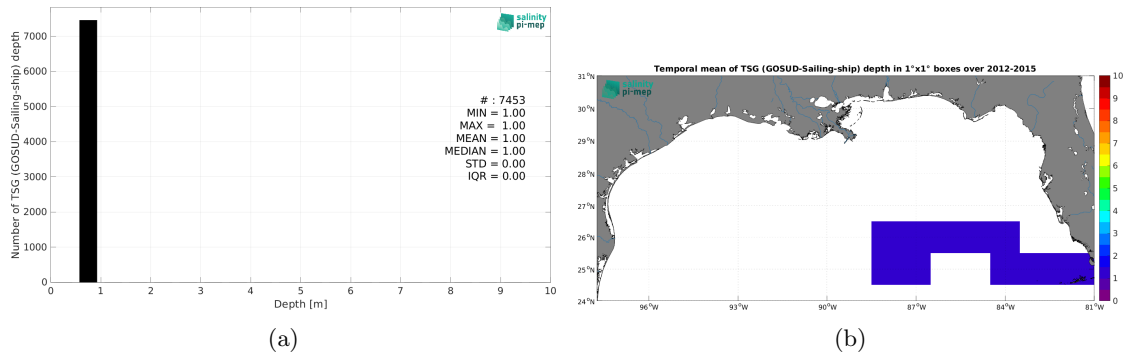 salinity
pi-mep
Number of TSG (GOSUD-Sailing-ship) depth
7000
6000
5000
4000
3000
2000
1000
0
# : 7453
MIN = 1.00
MAX = 1.00
MEAN = 1.00
MEDIAN = 1.00
STD = 0.00
IQR = 0.00
0 1 2 3 4 5 6 7 8 9 10
Depth [m]
(a)
Temporal mean of TSG (GOSUD-Sailing-ship) depth in 1°x1° boxes over 2012-2015
salinity
pi-mep
31°N
30°N
29°N
28°N
27°N
26°N
25°N
24°N
96°W 93°W 90°W 87°W 84°W 81°W
10
9
8
7
6
5
4
3
2
1
0
(b)